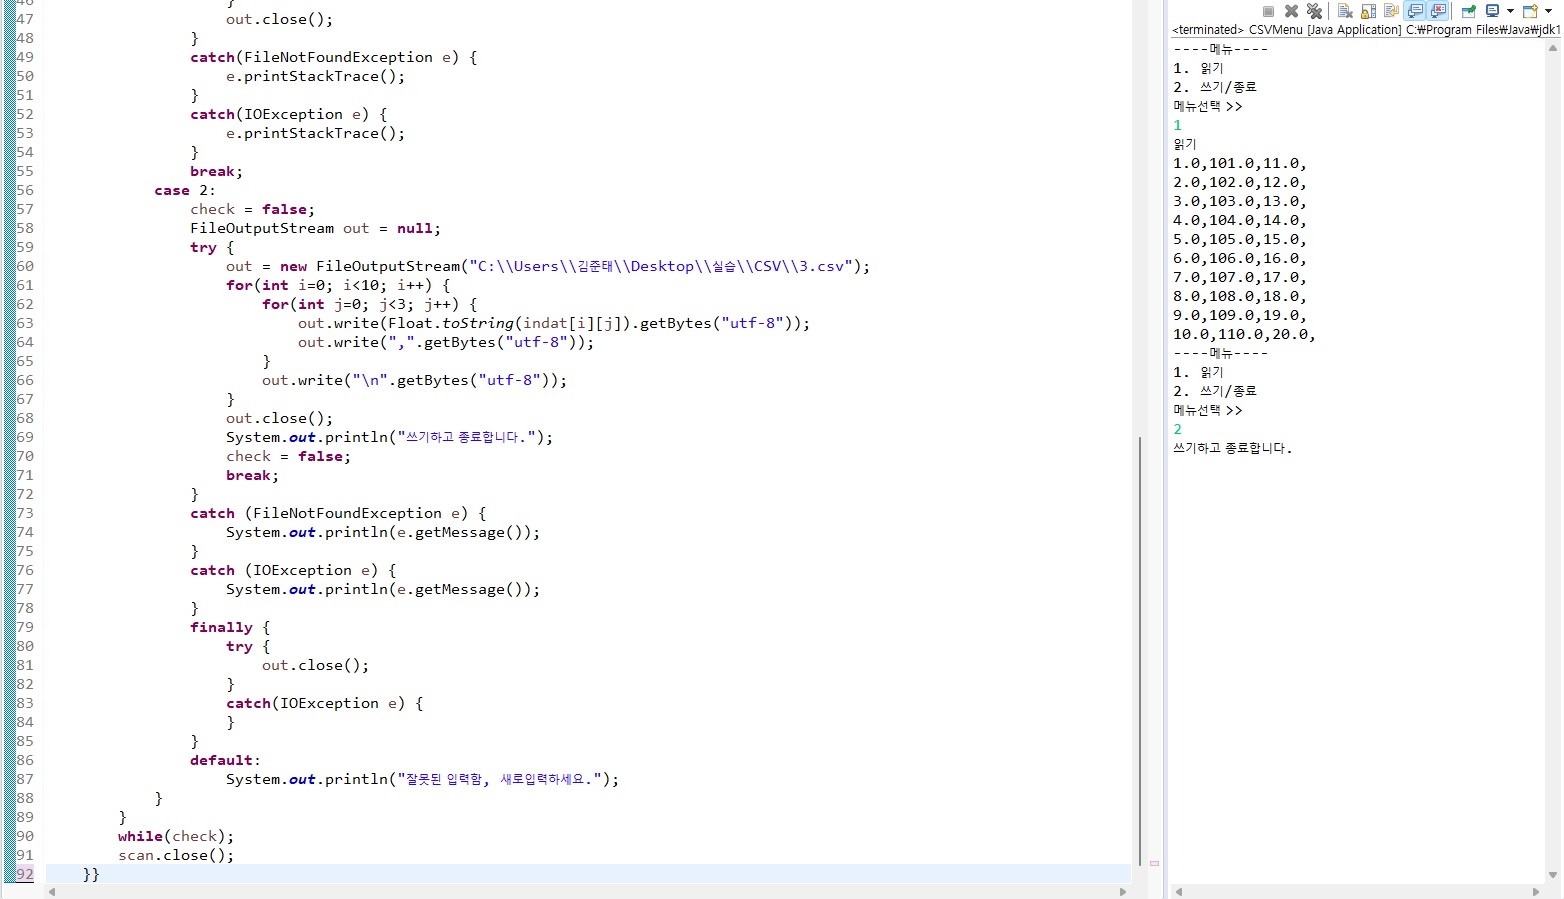 46 }
47 out.close();
48 }
49 catch(FileNotFoundException e) {
50 e.printStackTrace();
51 }
52 catch(IOException e) {
53 e.printStackTrace();
54 }
55 break;
56 case 2:
57 check = false;
58 FileOutputStream out = null;
59 try {
60 out = new FileOutputStream("C:\\Users\\김준태\\Desktop\\실습\\CSV\\3.csv");
61 for(int i=0; i<10; i++) {
62 for(int j=0; j<3; j++) {
63 out.write(Float.toString(indat[i][j]).getBytes("utf-8"));
64 out.write(",".getBytes("utf-8"));
65 }
66 out.write("\n".getBytes("utf-8"));
67 }
68 out.close();
69 System.out.println("쓰기하고 종료합니다.");
70 check = false;
71 break;
72 }
73 catch (FileNotFoundException e) {
74 System.out.println(e.getMessage());
75 }
76 catch (IOException e) {
77 System.out.println(e.getMessage());
78 }
79 finally {
80 try {
81 out.close();
82 }
83 catch(IOException e) {
84 }
85 }
86 default:
87 System.out.println("잘못된 입력함, 새로입력하세요.");
88 }
89 }
90 while(check);
91 scan.close();
92 }}
<terminated> CSVMenu [Java Application] C:₩Program Files₩Java₩jdk1
----메뉴----
1. 읽기
2. 쓰기/종료
메뉴선택 >>
1
읽기
1.0,101.0,11.0,
2.0,102.0,12.0,
3.0,103.0,13.0,
4.0,104.0,14.0,
5.0,105.0,15.0,
6.0,106.0,16.0,
7.0,107.0,17.0,
8.0,108.0,18.0,
9.0,109.0,19.0,
10.0,110.0,20.0,
----메뉴----
1. 읽기
2. 쓰기/종료
메뉴선택 >>
2
쓰기하고 종료합니다.